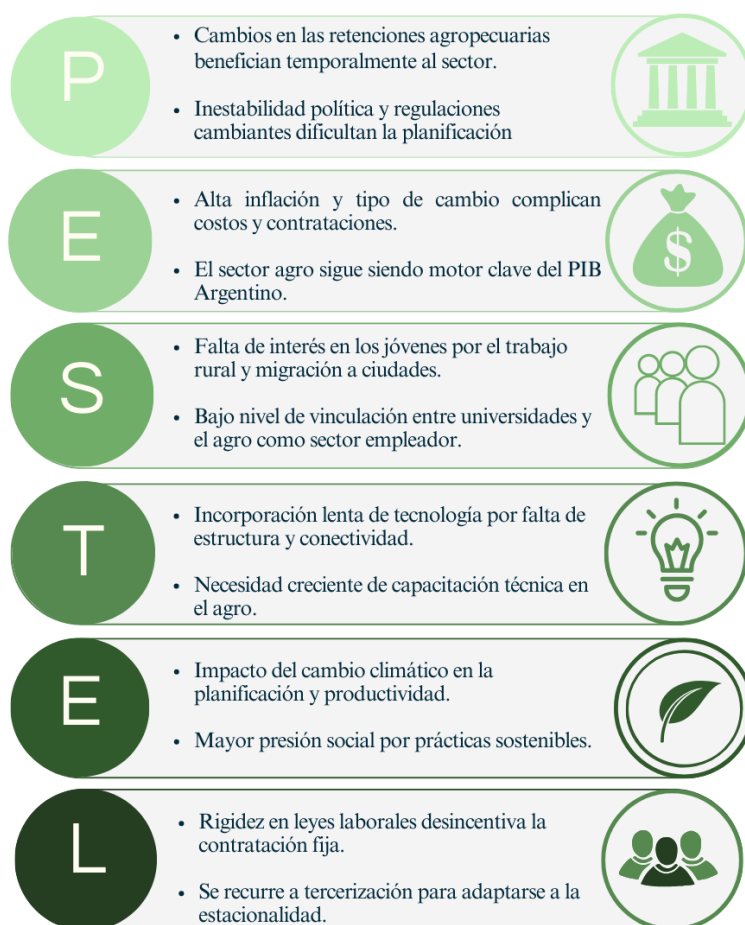 P
• Cambios en las retenciones agropecuarias
benefician temporalmente al sector.
• Inestabilidad política y regulaciones
cambiantes dificultan la planificación
E
• Alta inflación y tipo de cambio complican
costos y contrataciones.
• El sector agro sigue siendo motor clave del PIB
Argentino.
$
S
• Falta de interés en los jóvenes por el trabajo
rural y migración a ciudades.
• Bajo nivel de vinculación entre universidades y
el agro como sector empleador.
T
• Incorporación lenta de tecnología por falta de
estructura y conectividad.
• Necesidad creciente de capacitación técnica en
el agro.
E
• Impacto del cambio climático en la
planificación y productividad.
• Mayor presión social por prácticas sostenibles.
L
• Rigidez en leyes laborales desincentiva la
contratación fija.
• Se recurre a tercerización para adaptarse a la
estacionalidad.